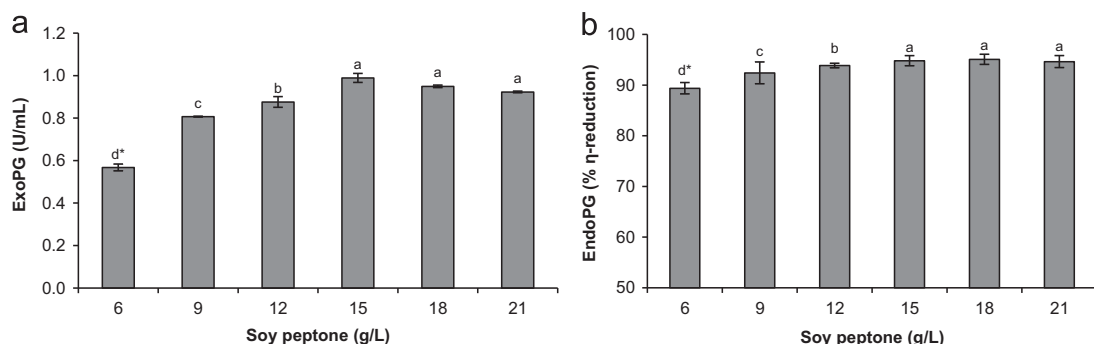 a
ExoPG (U/mL)
1.2
1.0
0.8
0.6
0.4
0.2
0.0
d*
c
b
a
a
a
6 9 12 15 18 21
Soy peptone (g/L)
b
EndoPG (% η-reduction)
100
90
80
70
60
50
d*
c
b
a
a
a
6 9 12 15 18 21
Soy peptone (g/L)